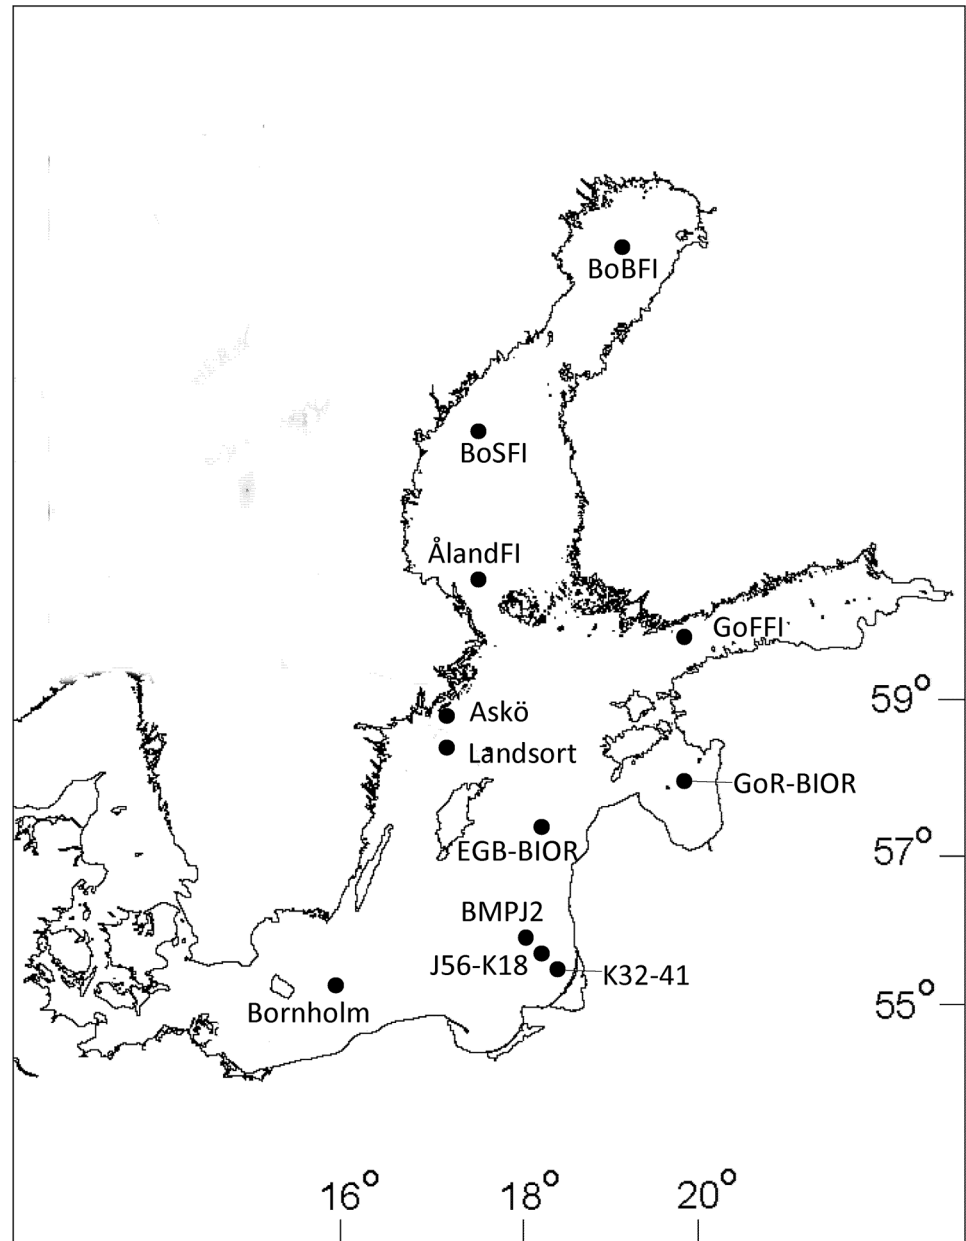 BoBFI
BoSFI
ÅlandFI
GoFFI
59°
Askö
Landsort
GoR-BIOR
EGB-BIOR
57°
BMPJ2
J56-K18
K32-41
55°
Bornholm
16°
18°
20°